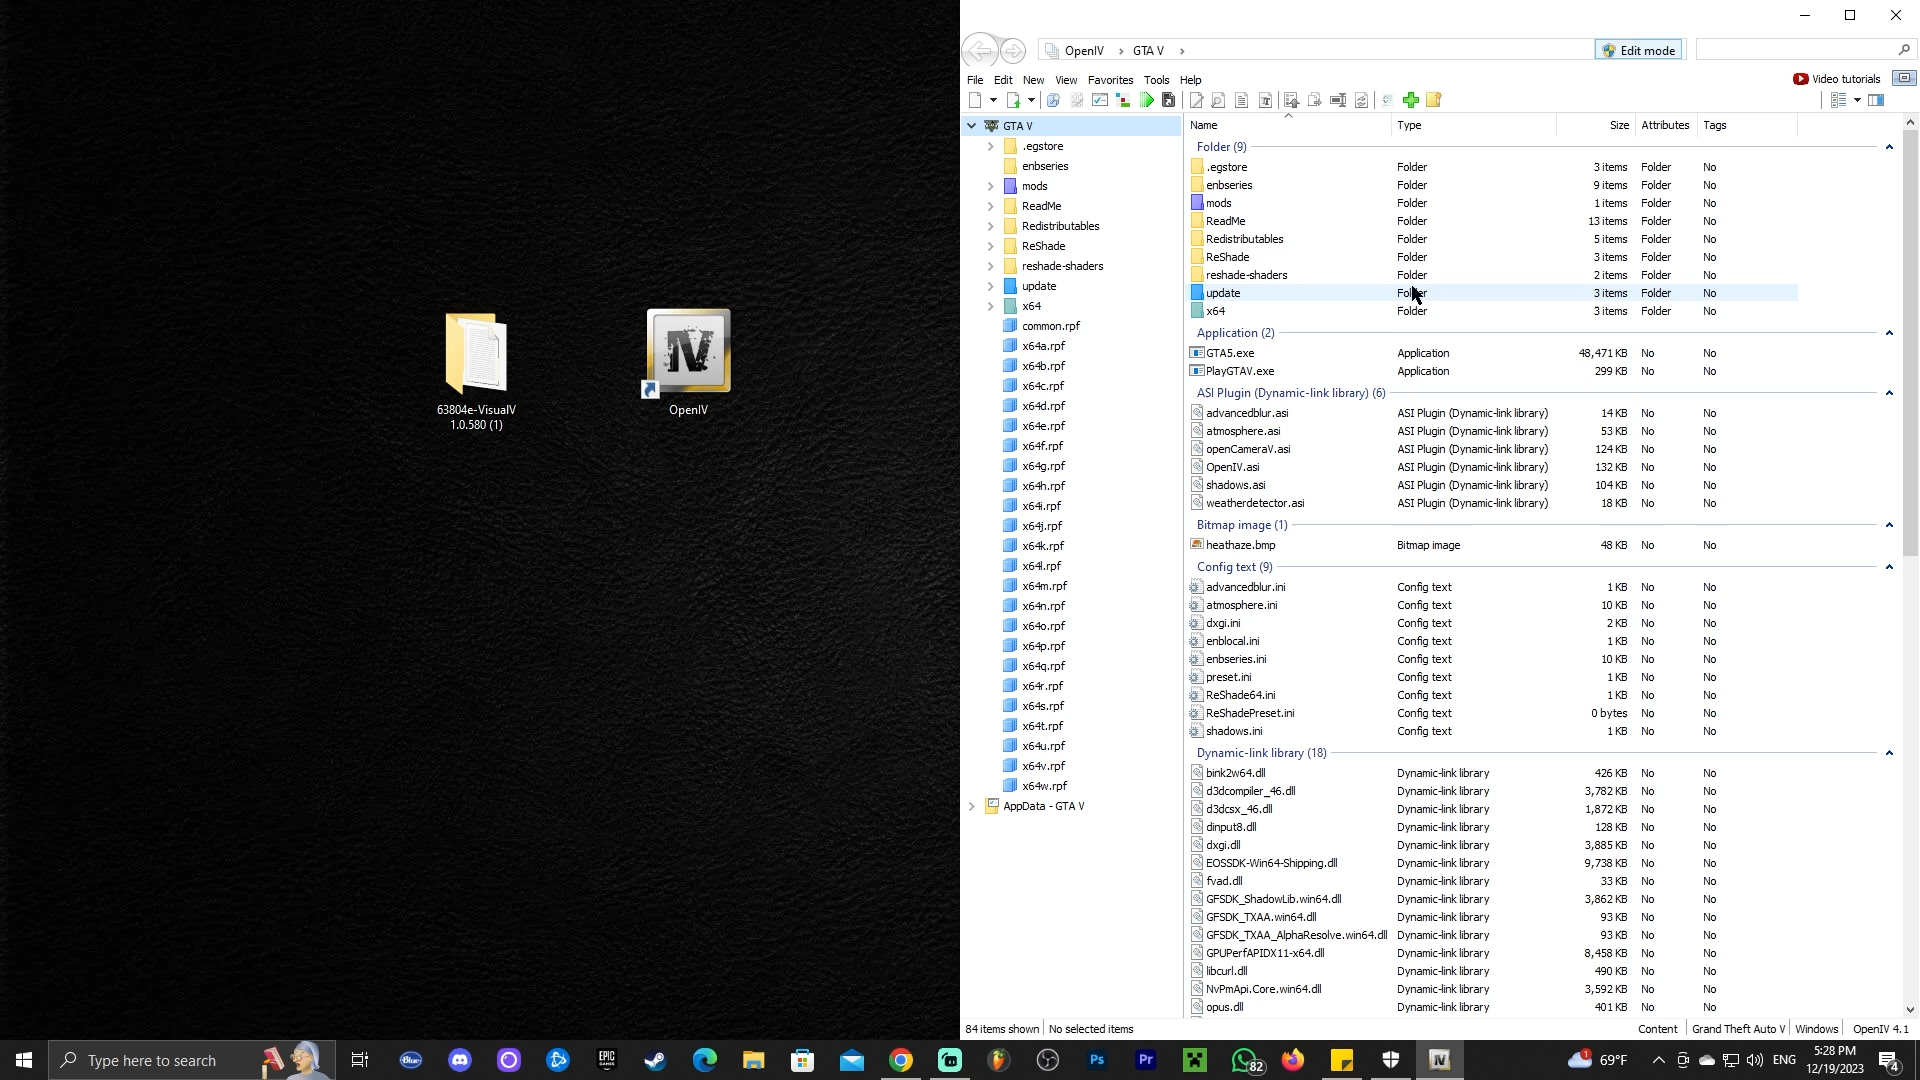 63804e-VisualV
1.0.580 (1)
OpenIV
OpenIV › GTA V ›
Edit mode
File Edit New View Favorites Tools Help
Video tutorials
GTA V
.egstore
enbseries
mods
ReadMe
Redistributables
ReShade
reshade-shaders
update
x64
common.rpf
x64a.rpf
x64b.rpf
x64c.rpf
x64d.rpf
x64e.rpf
x64f.rpf
x64g.rpf
x64h.rpf
x64i.rpf
x64j.rpf
x64k.rpf
x64l.rpf
x64m.rpf
x64n.rpf
x64o.rpf
x64p.rpf
x64q.rpf
x64r.rpf
x64s.rpf
x64t.rpf
x64u.rpf
x64v.rpf
x64w.rpf
AppData - GTA V
Name Type Size Attributes Tags
Folder (9)
.egstore Folder 3 items Folder No
enbseries Folder 9 items Folder No
mods Folder 1 items Folder No
ReadMe Folder 13 items Folder No
Redistributables Folder 5 items Folder No
ReShade Folder 3 items Folder No
reshade-shaders Folder 2 items Folder No
update Folder 3 items Folder No
x64 Folder 3 items Folder No
Application (2)
GTA5.exe Application 48,471 KB No No
PlayGTAV.exe Application 299 KB No No
ASI Plugin (Dynamic-link library) (6)
advancedblur.asi ASI Plugin (Dynamic-link library) 14 KB No No
atmosphere.asi ASI Plugin (Dynamic-link library) 53 KB No No
openCameraV.asi ASI Plugin (Dynamic-link library) 124 KB No No
OpenIV.asi ASI Plugin (Dynamic-link library) 132 KB No No
shadows.asi ASI Plugin (Dynamic-link library) 104 KB No No
weatherdetector.asi ASI Plugin (Dynamic-link library) 18 KB No No
Bitmap image (1)
heathaze.bmp Bitmap image 48 KB No No
Config text (9)
advancedblur.ini Config text 1 KB No No
atmosphere.ini Config text 10 KB No No
dxgi.ini Config text 2 KB No No
enblocal.ini Config text 1 KB No No
enbseries.ini Config text 10 KB No No
preset.ini Config text 1 KB No No
ReShade64.ini Config text 1 KB No No
ReShadePreset.ini Config text 0 bytes No No
shadows.ini Config text 1 KB No No
Dynamic-link library (18)
bink2w64.dll Dynamic-link library 426 KB No No
d3dcompiler_46.dll Dynamic-link library 3,782 KB No No
d3dcsx_46.dll Dynamic-link library 1,872 KB No No
dinput8.dll Dynamic-link library 128 KB No No
dxgi.dll Dynamic-link library 3,885 KB No No
EOSSDK-Win64-Shipping.dll Dynamic-link library 9,738 KB No No
fvad.dll Dynamic-link library 33 KB No No
GFSDK_ShadowLib.win64.dll Dynamic-link library 3,862 KB No No
GFSDK_TXAA.win64.dll Dynamic-link library 93 KB No No
GFSDK_TXAA_AlphaResolve.win64.dll Dynamic-link library 93 KB No No
GPUPerfAPIDX11-x64.dll Dynamic-link library 8,458 KB No No
libcurl.dll Dynamic-link library 490 KB No No
NvPmApi.Core.win64.dll Dynamic-link library 3,592 KB No No
opus.dll Dynamic-link library 401 KB No No
84 items shown No selected items Content Grand Theft Auto V Windows OpenIV 4.1
Type here to search
Blue
EPIC
GAMES
Ps
Pr
82
1
69°F
ENG
5:28 PM
12/19/2023
4